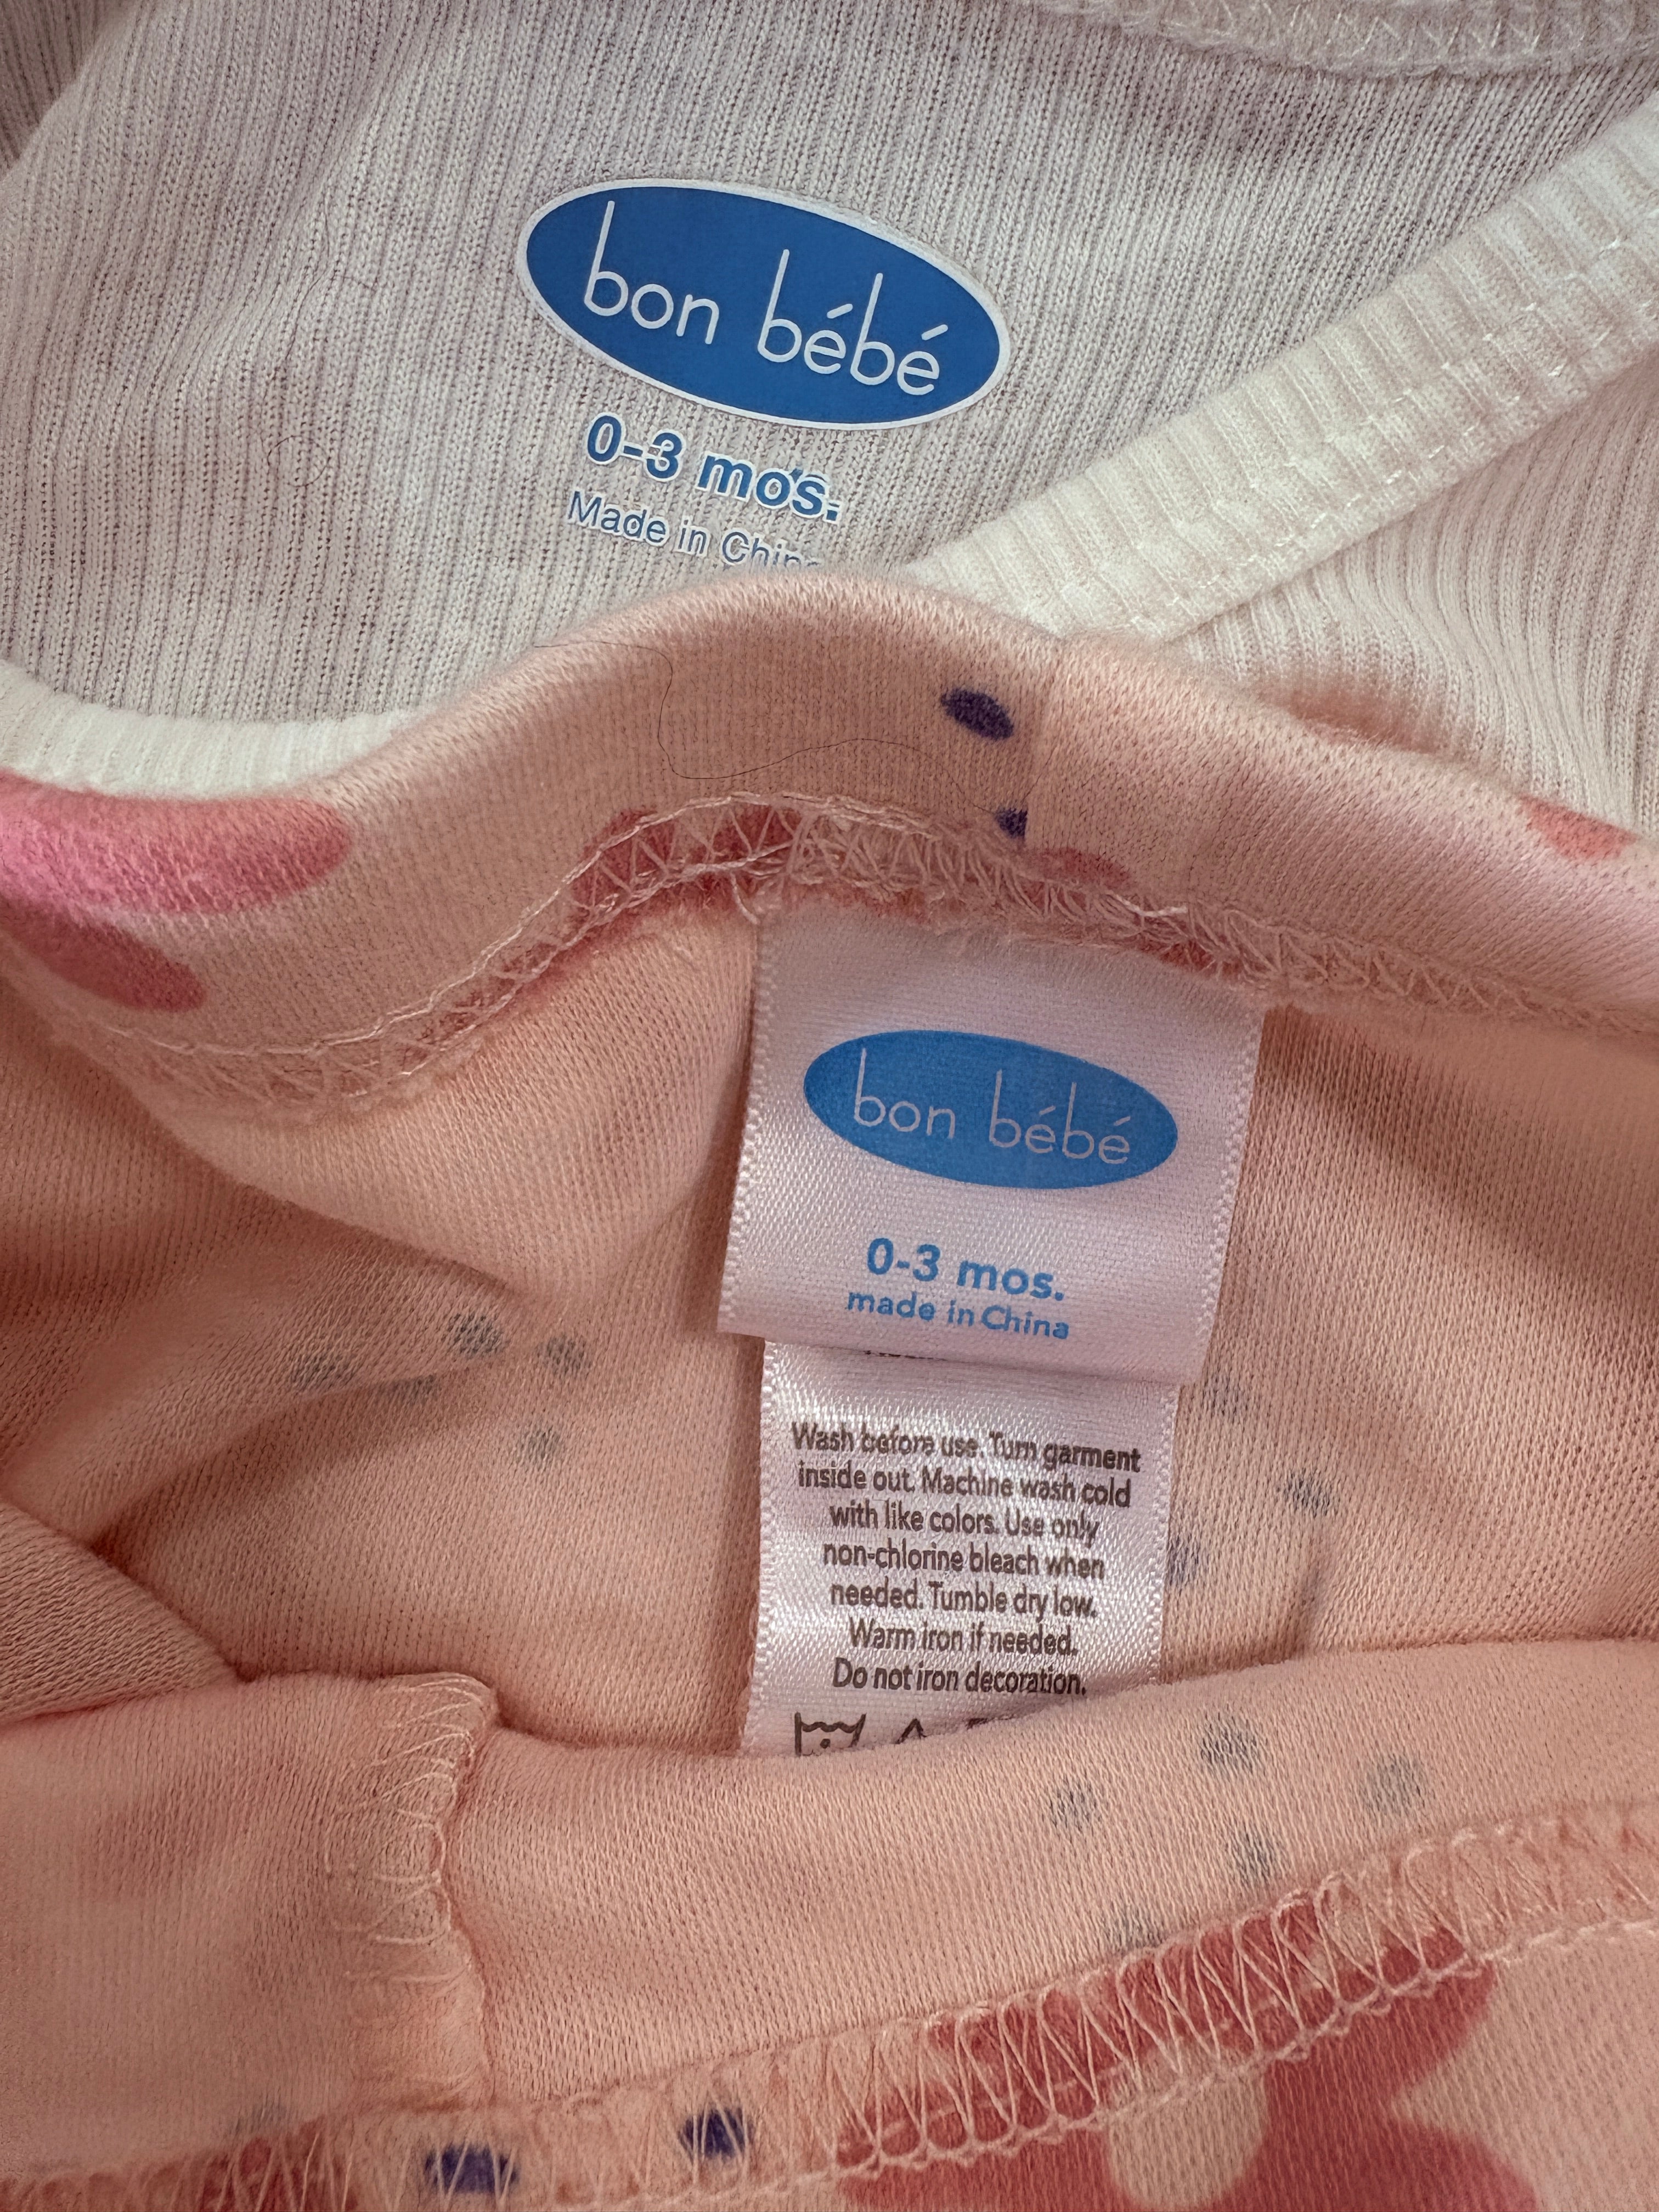 bon bébé
0-3 mos.
Made in China
bon bébé
0-3 mos.
made in China
Wash before use. Turn garment
inside out. Machine wash cold
with like colors. Use only
non-chlorine bleach when
needed. Tumble dry low.
Warm iron if needed.
Do not iron decoration.